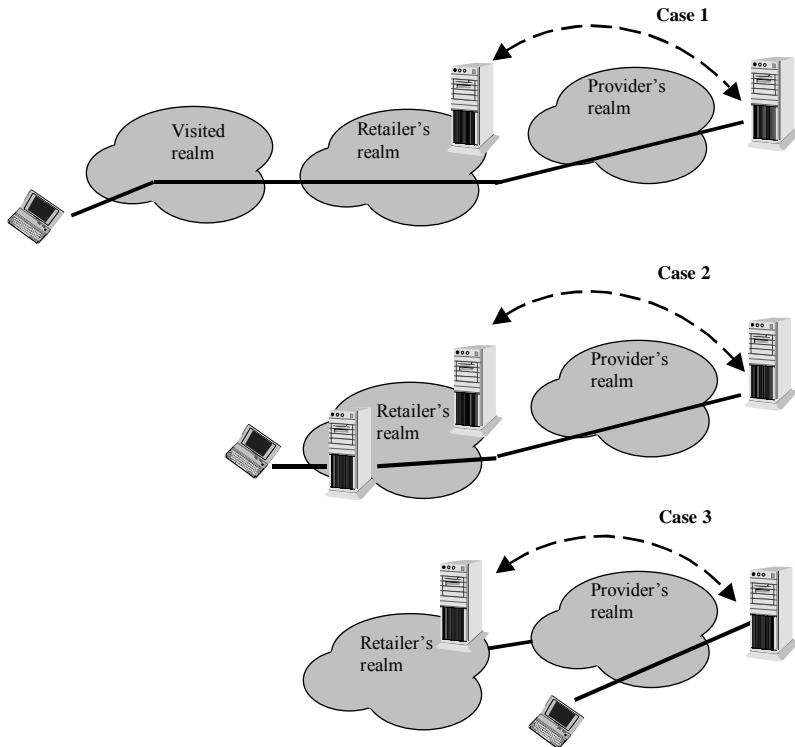 Case 1
Visited
realm
Retailer's
realm
Provider's
realm
Case 2
Retailer's
realm
Provider's
realm
Case 3
Retailer's
realm
Provider's
realm